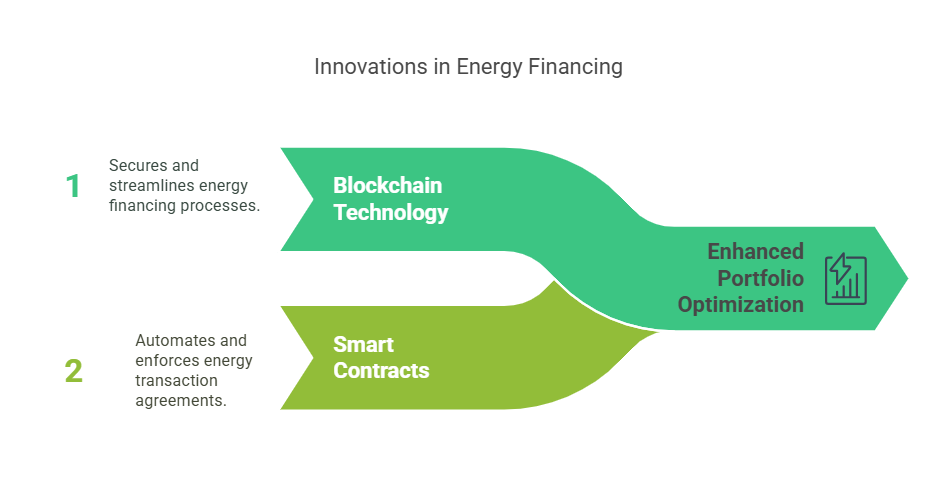 Innovations in Energy Financing
1
Secures and
streamlines energy
financing processes.
Blockchain
Technology
Enhanced
Portfolio
Optimization
2
Automates and
enforces energy
transaction
agreements.
Smart
Contracts